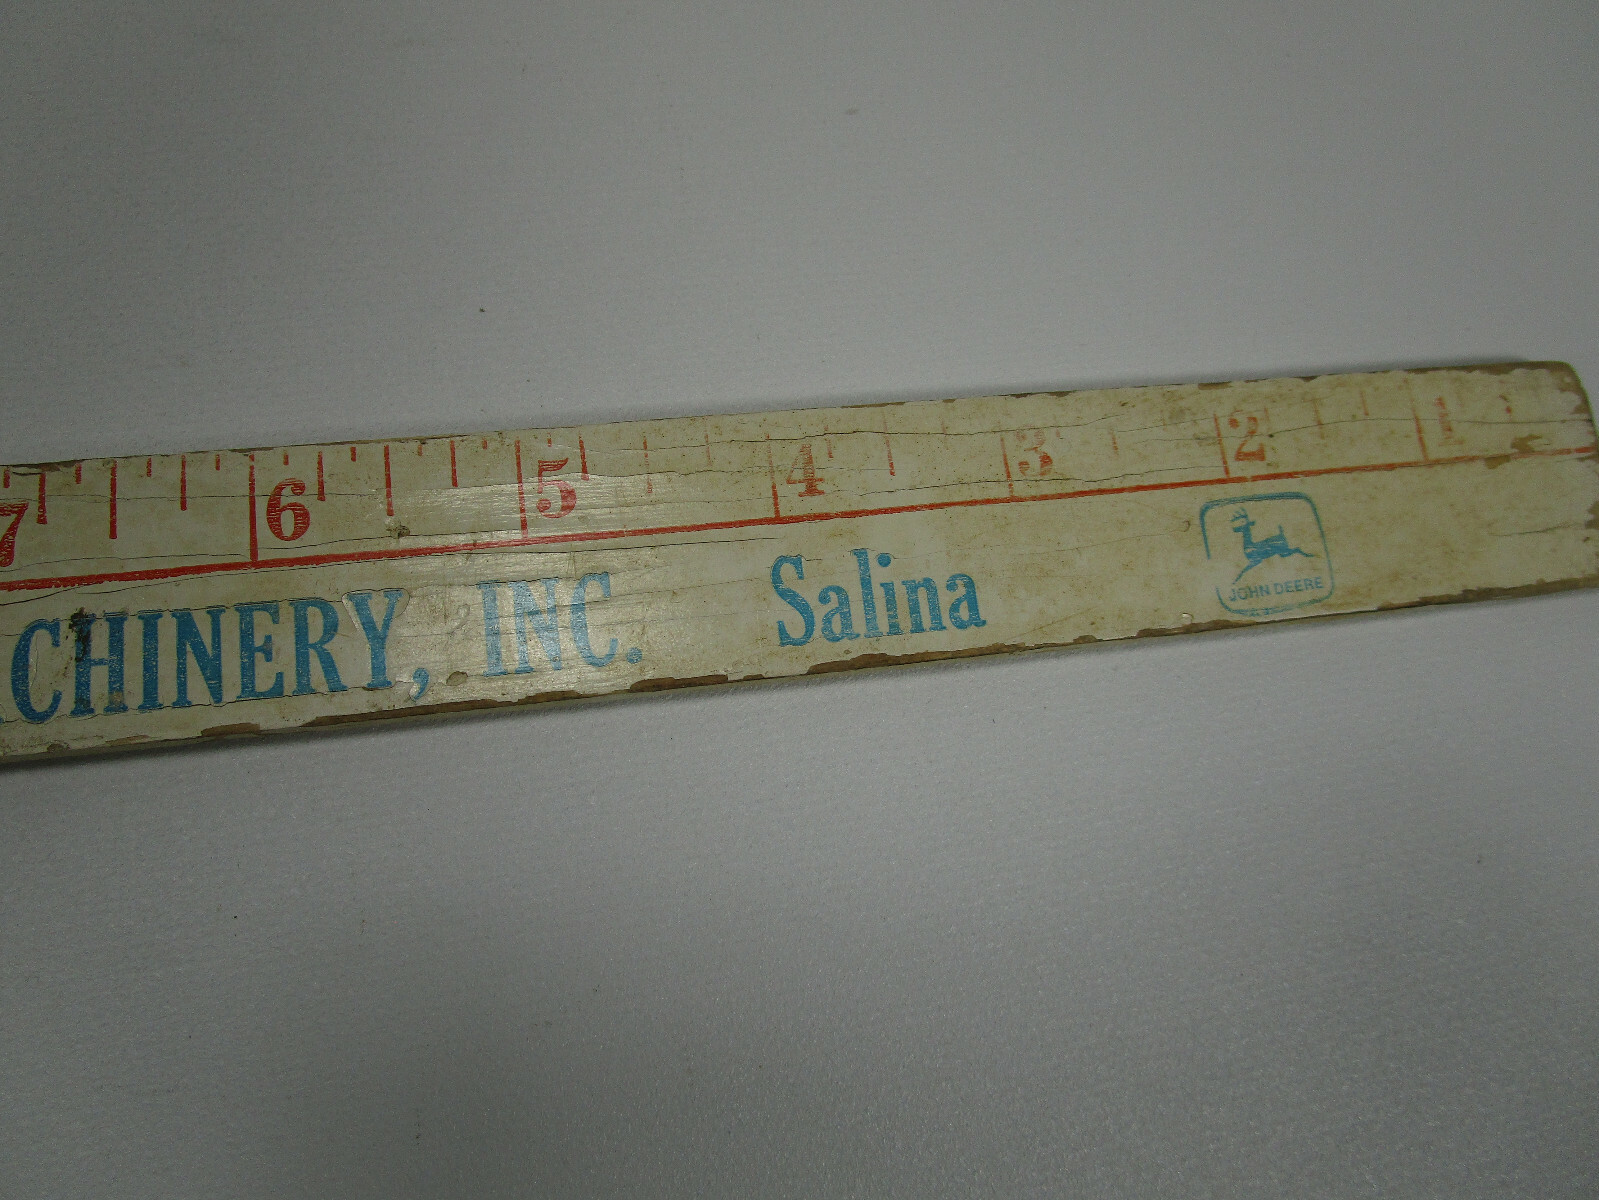 7 6 5 4 3 2 1
CHINERY, INC. Salina
JOHN DEERE